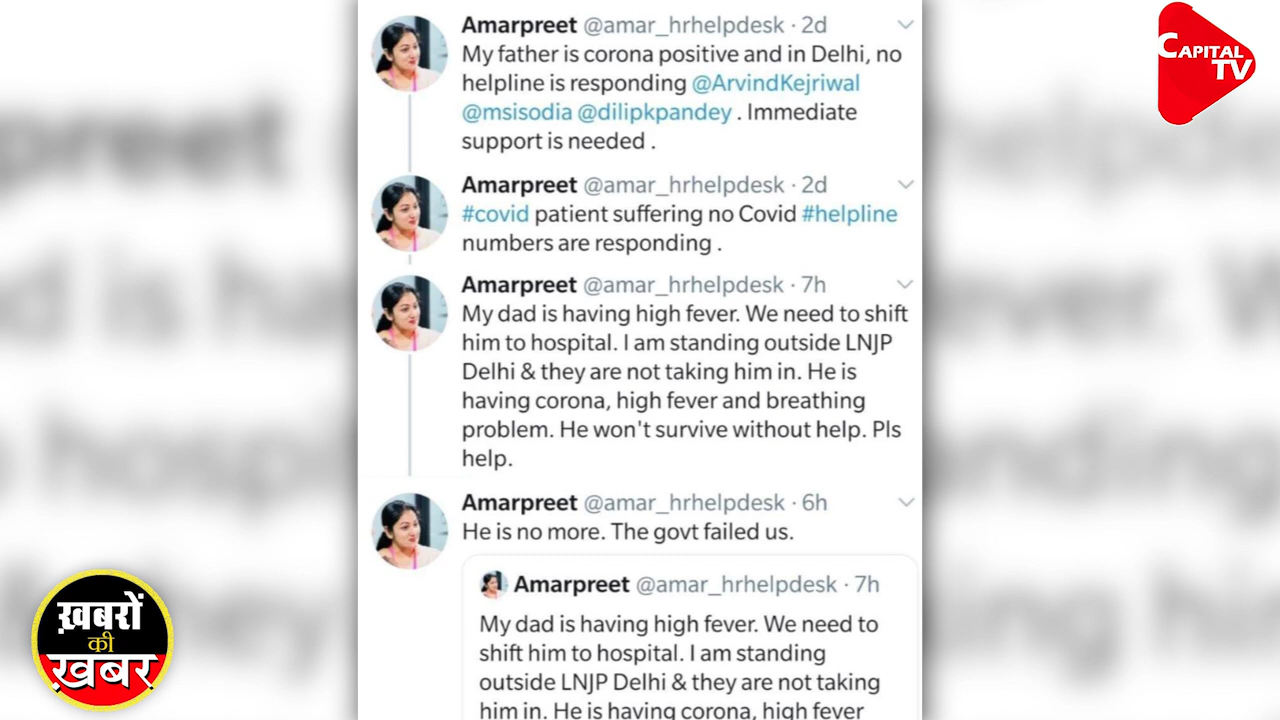 Amarpreet @amar_hrhelpdesk · 2d
My father is corona positive and in Delhi, no
helpline is responding @ArvindKejriwal
@msisodia @dilipkpandey . Immediate
support is needed .
Amarpreet @amar_hrhelpdesk · 2d
#covid patient suffering no Covid #helpline
numbers are responding .
Amarpreet @amar_hrhelpdesk · 7h
My dad is having high fever. We need to shift
him to hospital. I am standing outside LNJP
Delhi & they are not taking him in. He is
having corona, high fever and breathing
problem. He won't survive without help. Pls
help.
Amarpreet @amar_hrhelpdesk · 6h
He is no more. The govt failed us.
Amarpreet @amar_hrhelpdesk · 7h
My dad is having high fever. We need to
shift him to hospital. I am standing
outside LNJP Delhi & they are not taking
him in. He is having corona, high fever
CAPITAL
TV
ख़बरों
की
ख़बर